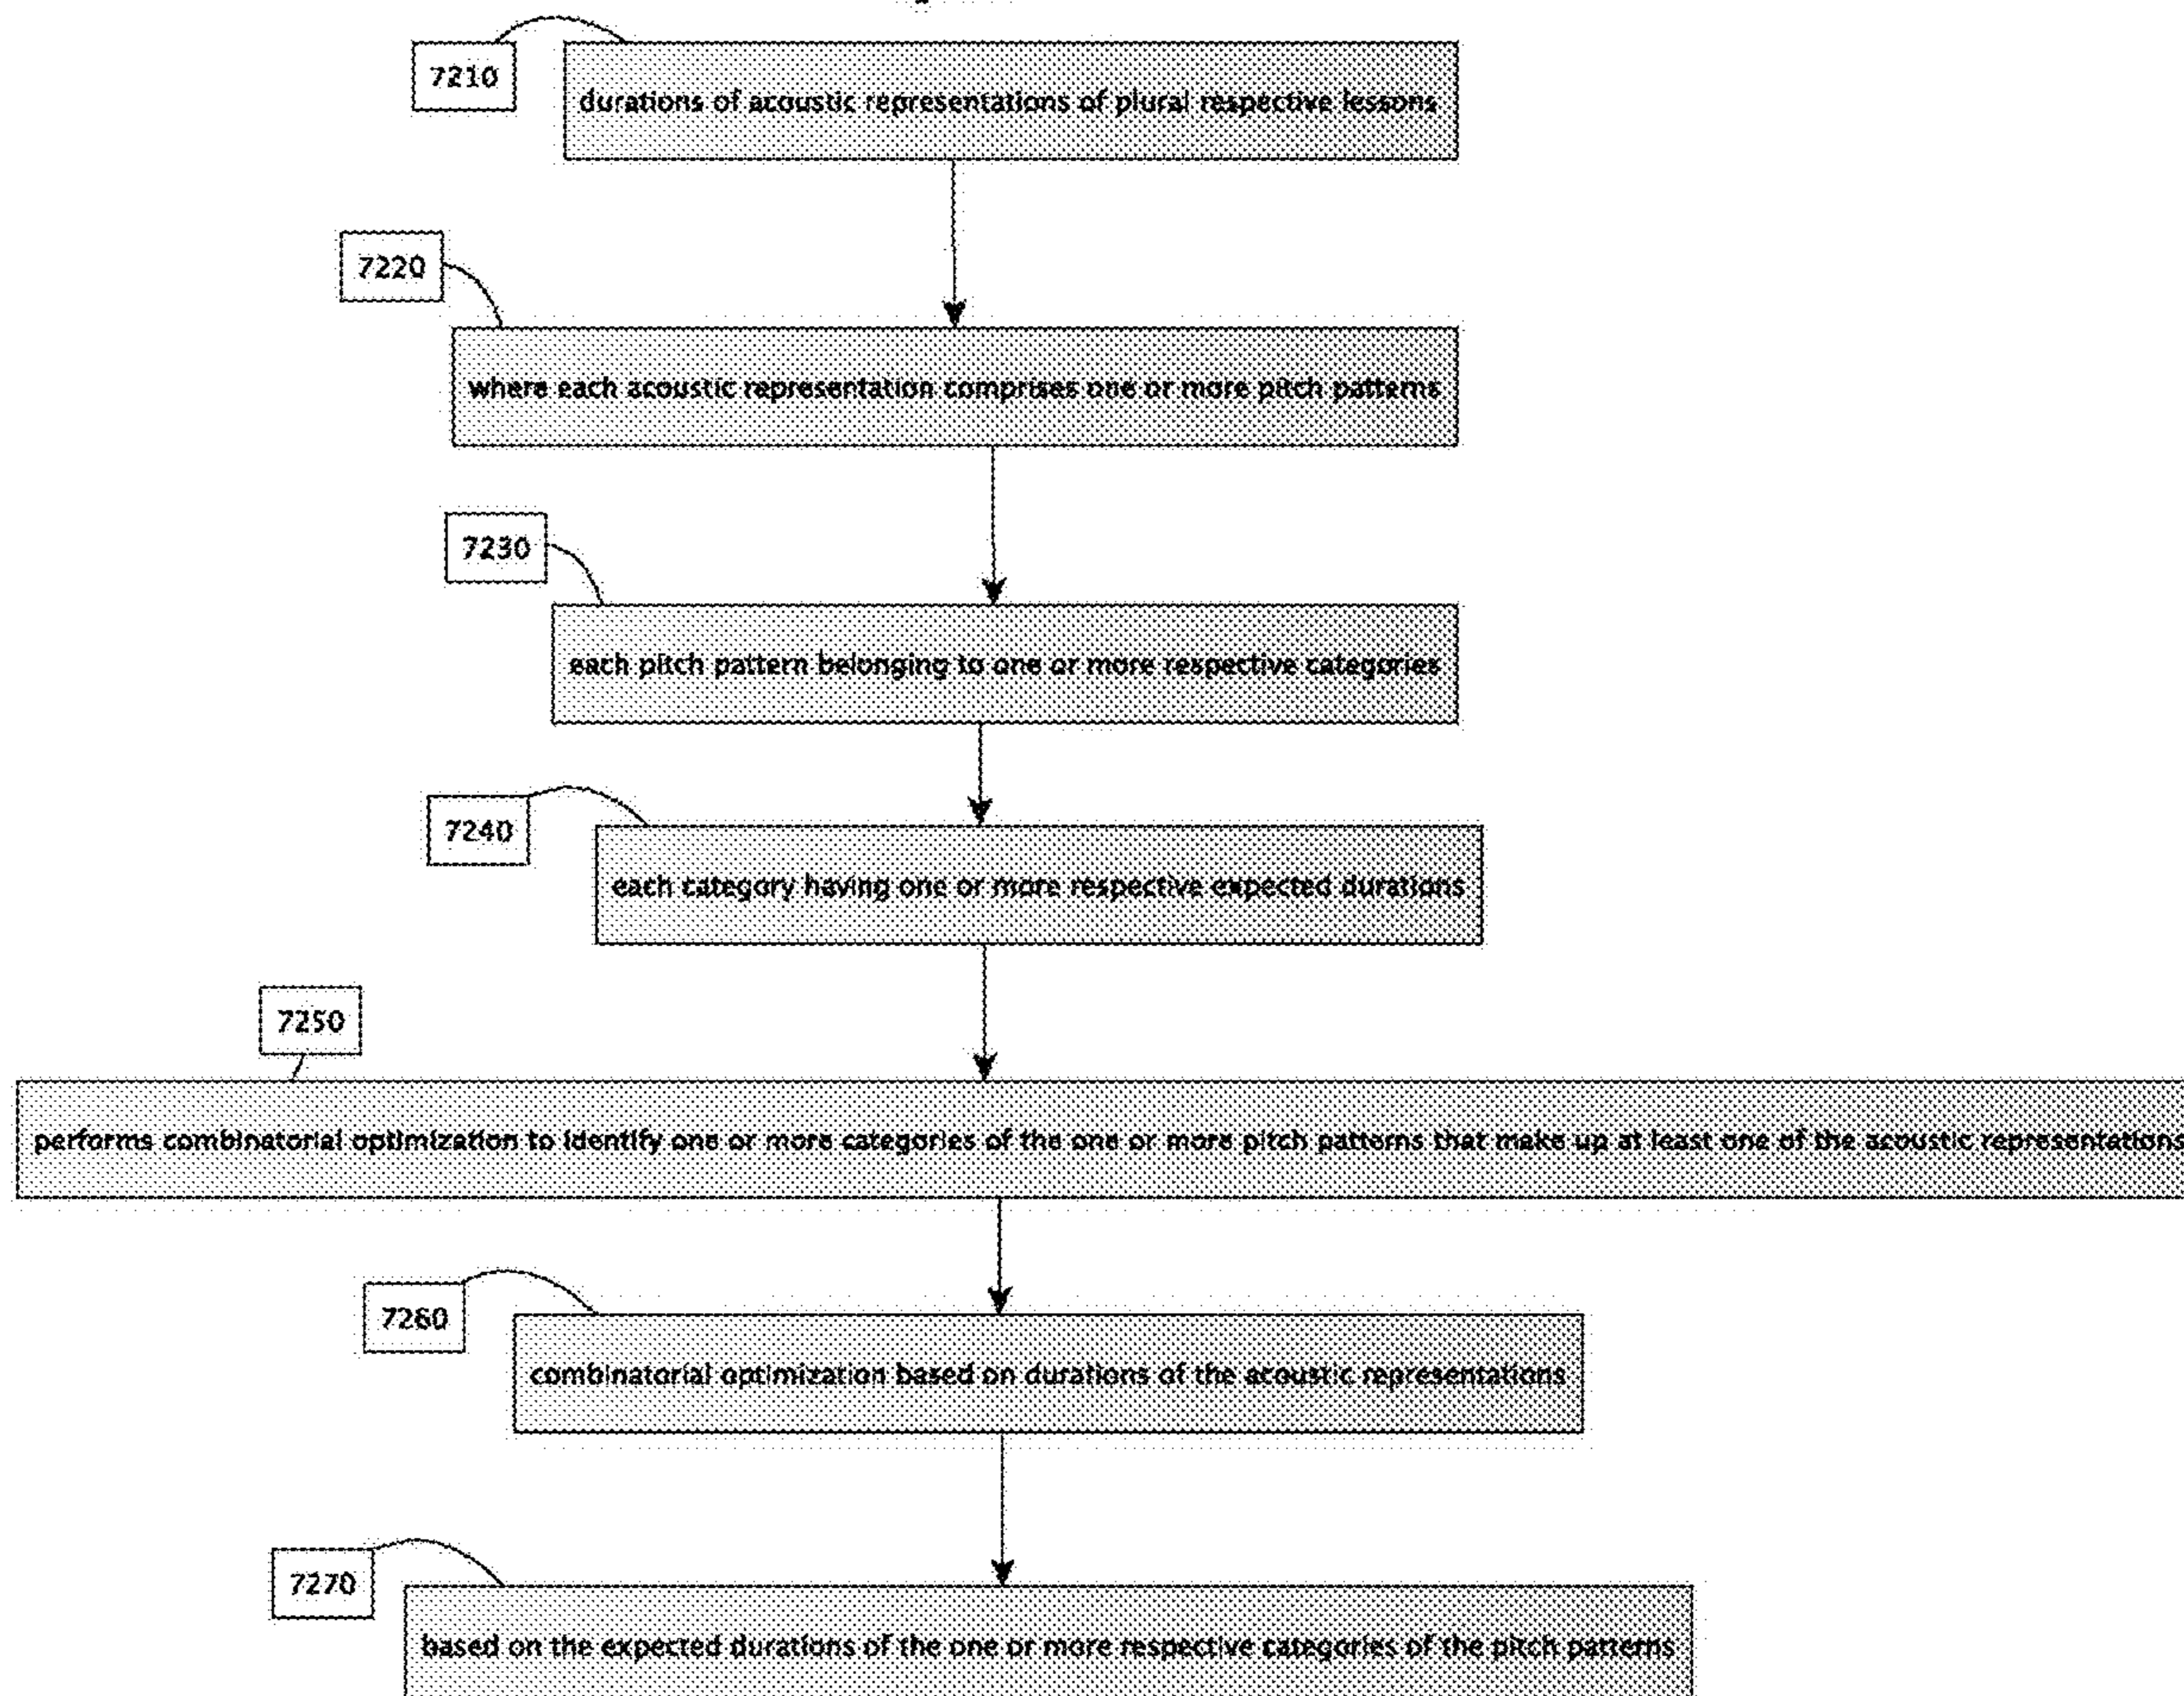 7210
durations of acoustic representations of plural respective lessons
7220
where each acoustic representation comprises one or more pitch patterns
7230
each pitch pattern belonging to one or more respective categories
7240
each category having one or more respective expected durations
7250
performs combinatorial optimization to identify one or more categories of the one or more pitch patterns that make up at least one of the acoustic representations
7260
combinatorial optimization based on durations of the acoustic representations
7270
based on the expected durations of the one or more respective categories of the pitch patterns